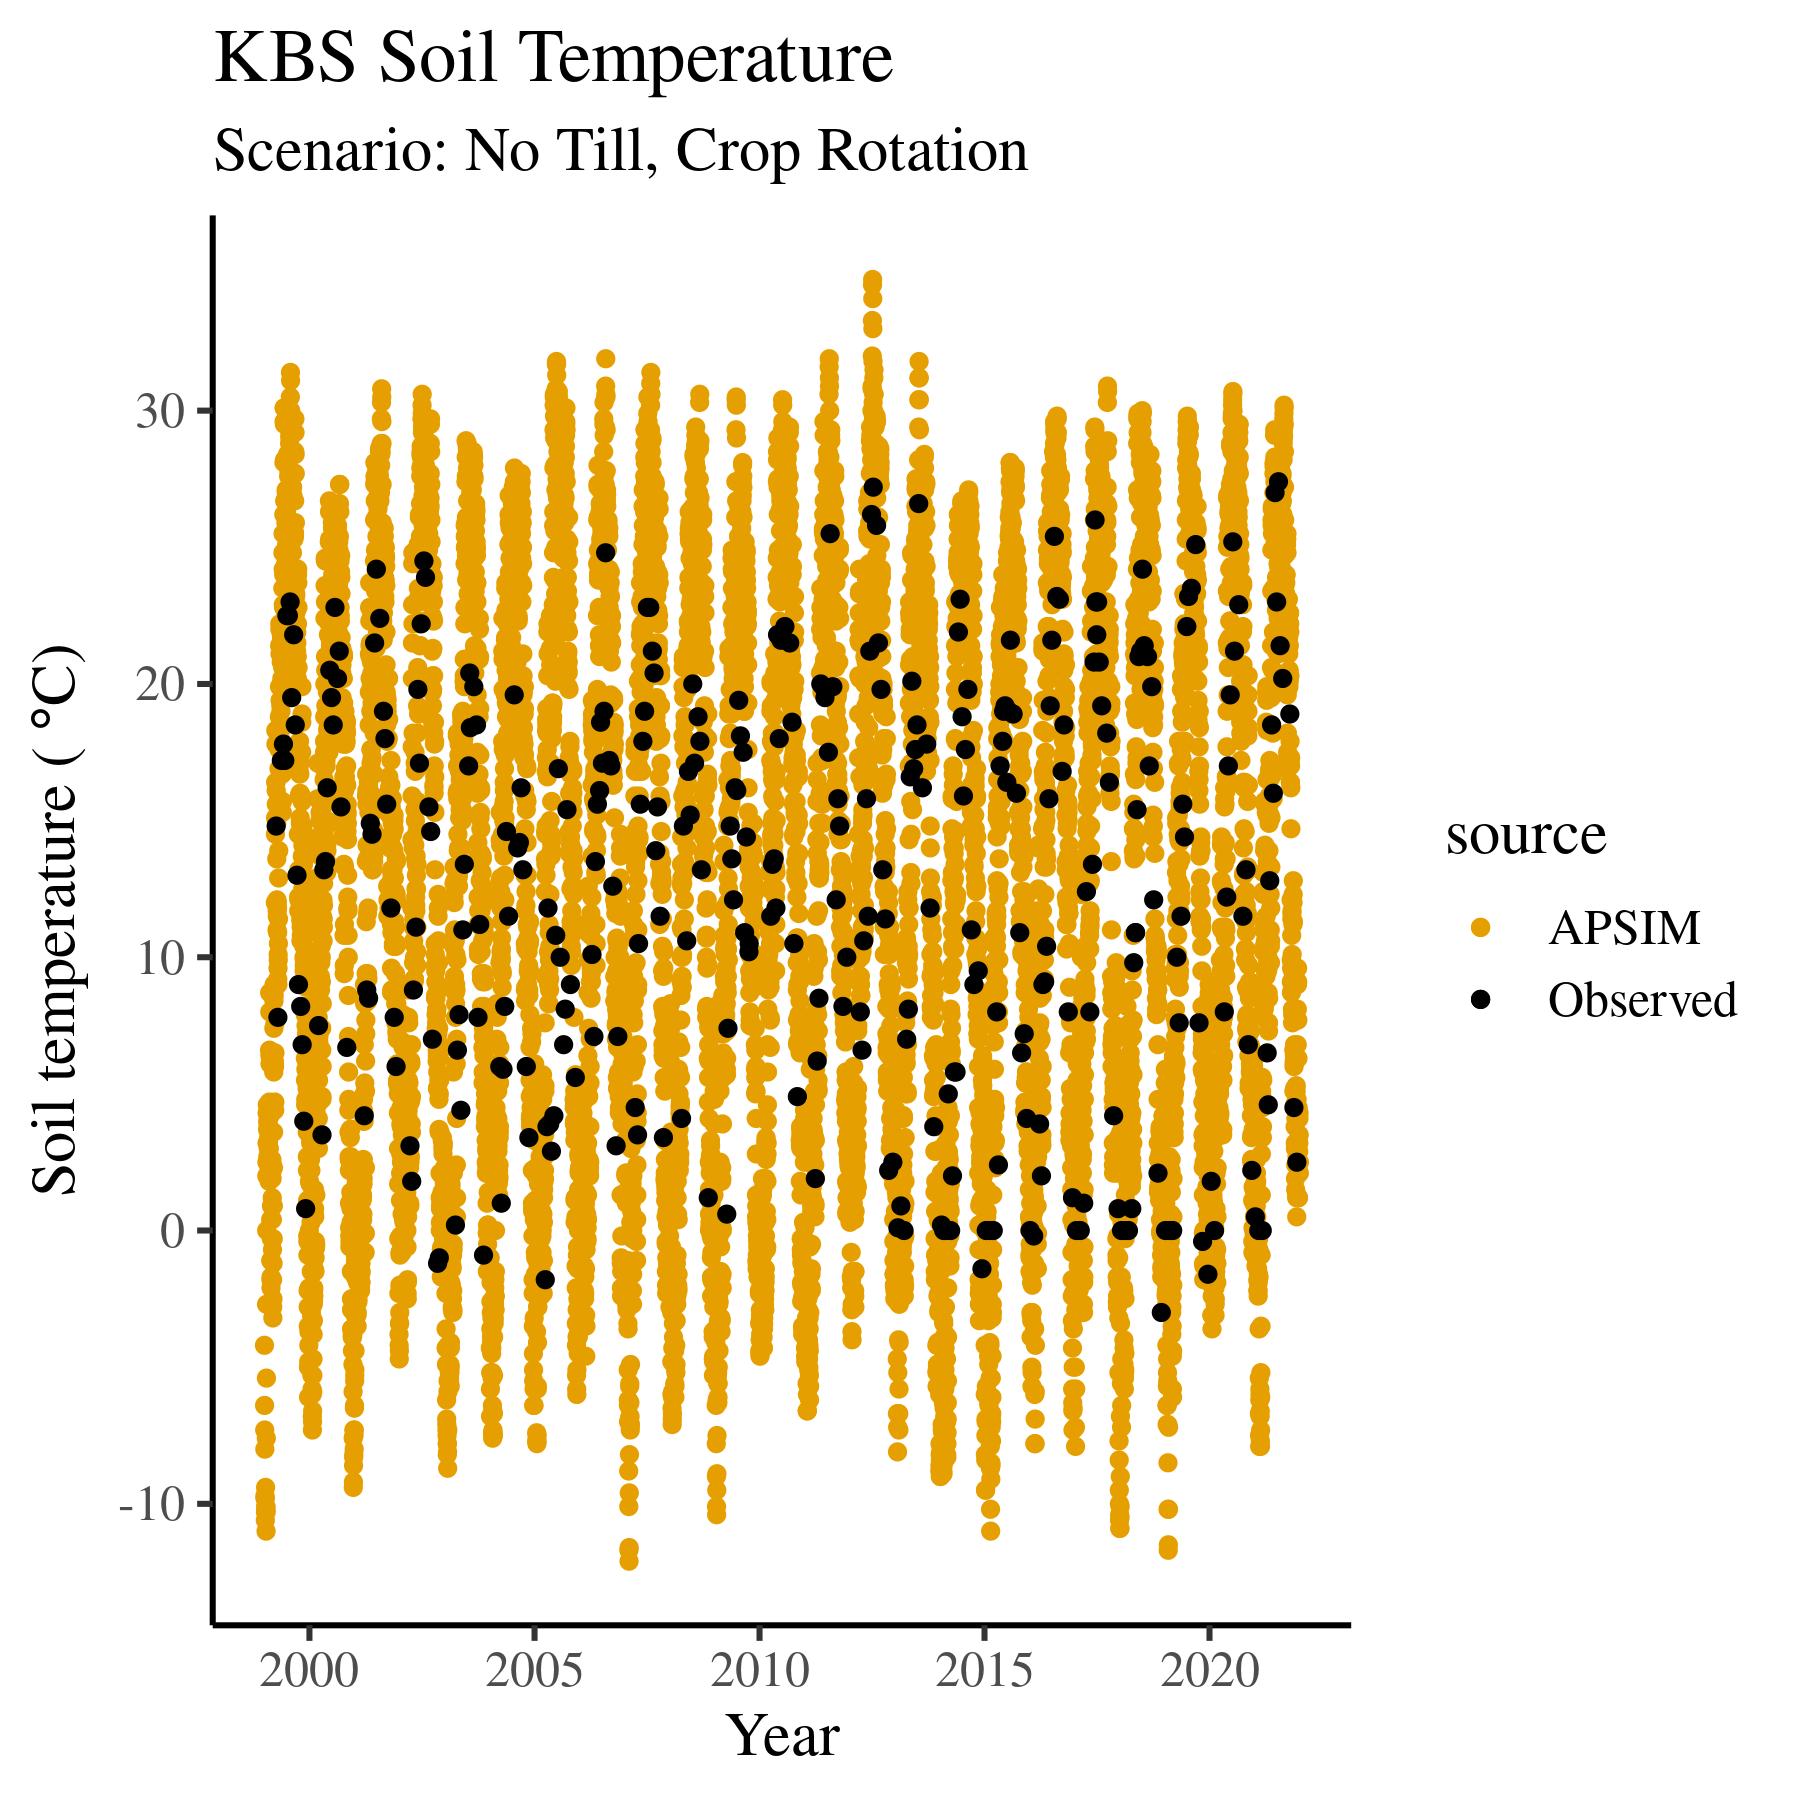 KBS Soil Temperature
Scenario: No Till, Crop Rotation
Soil temperature ( °C)
30
20
10
0
-10
2000 2005 2010 2015 2020
Year
source
APSIM
Observed